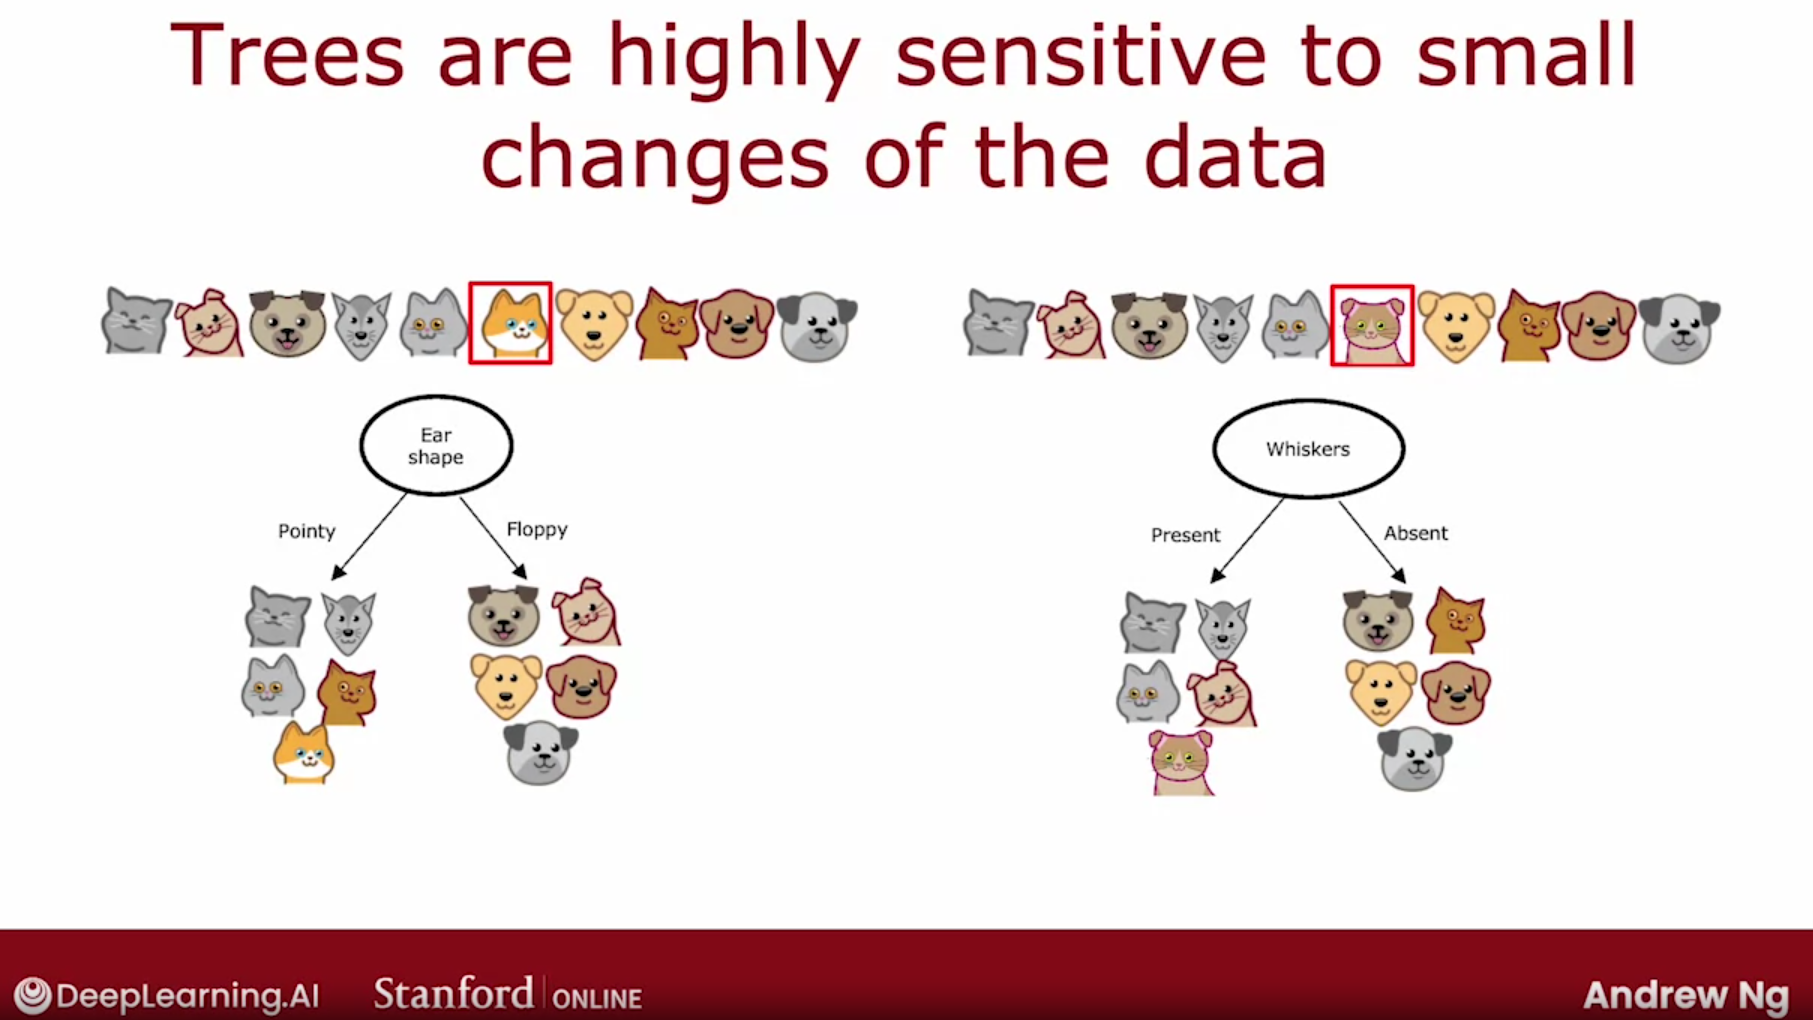 Trees are highly sensitive to small
changes of the data
Ear
shape
Pointy
Floppy
Whiskers
Present
Absent
DeepLearning.AI
Stanford ONLINE
Andrew Ng